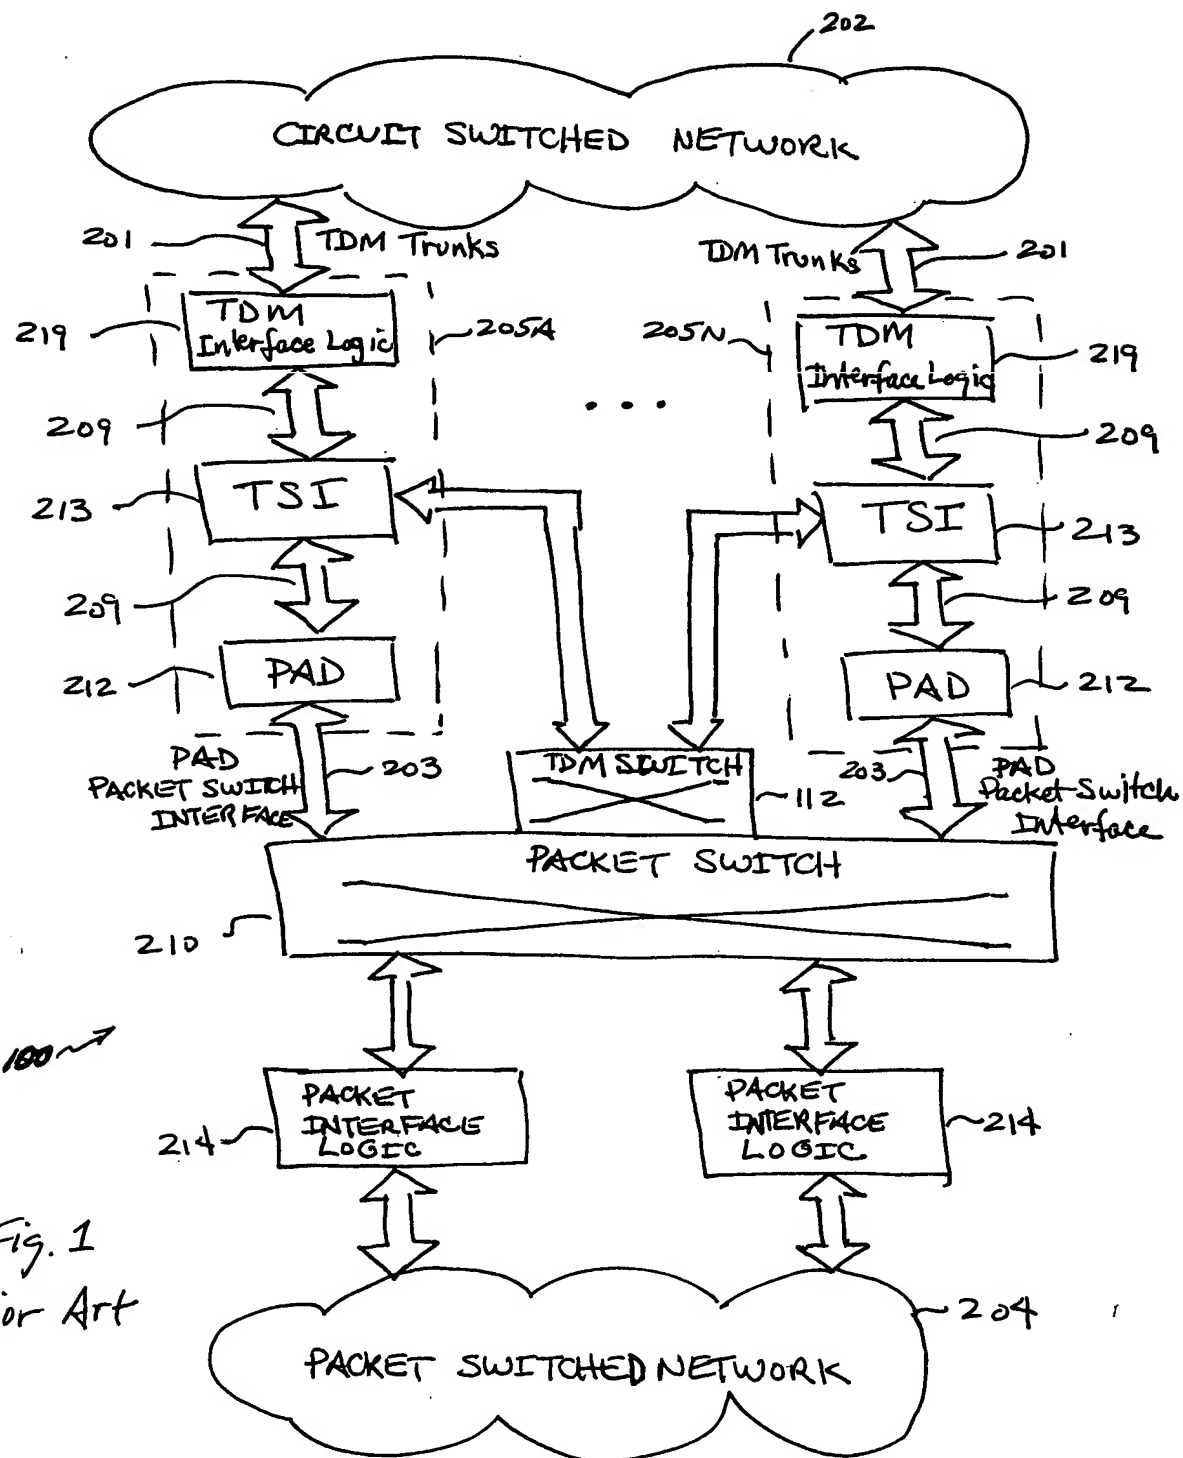 202
CIRCUIT SWITCHED NETWORK
201
TDM Trunks
TDM Trunks
201
219
TDM
Interface Logic
205A
205N
TDM
Interface Logic
219
209
. . .
209
213
TSI
TSI
213
209
209
212
PAD
PAD
212
PAD
PACKET SWITCH
INTERFACE
203
TDM SWITCH
112
203
PAD
Packet-Switch
Interface
PACKET SWITCH
210
100
PACKET
INTERFACE
LOGIC
214
PACKET
INTERFACE
LOGIC
214
Fig. 1
ior Art
204
PACKET SWITCHED NETWORK